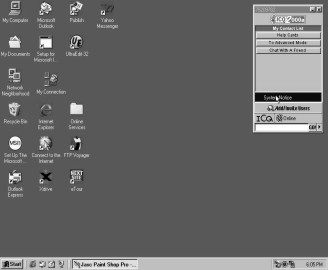 My Computer
Microsoft Outlook
Publish
Yahoo Messenger
My Documents
Setup for Microsoft I...
UltraEdit-32
Network Neighborhood
My Connection
Recycle Bin
Internet Explorer
Online Services
Set Up The Microsoft...
Connect to the Internet
FTP Voyager
Outlook Express
Xdrive
ICQ 2000a
My Contact List
Help Cards
To Advanced Mode
Chat With A Friend
System Notice
Add/Invite Users
ICQ
Online
Start
Jasc Paint Shop Pro -...
6:05 PM